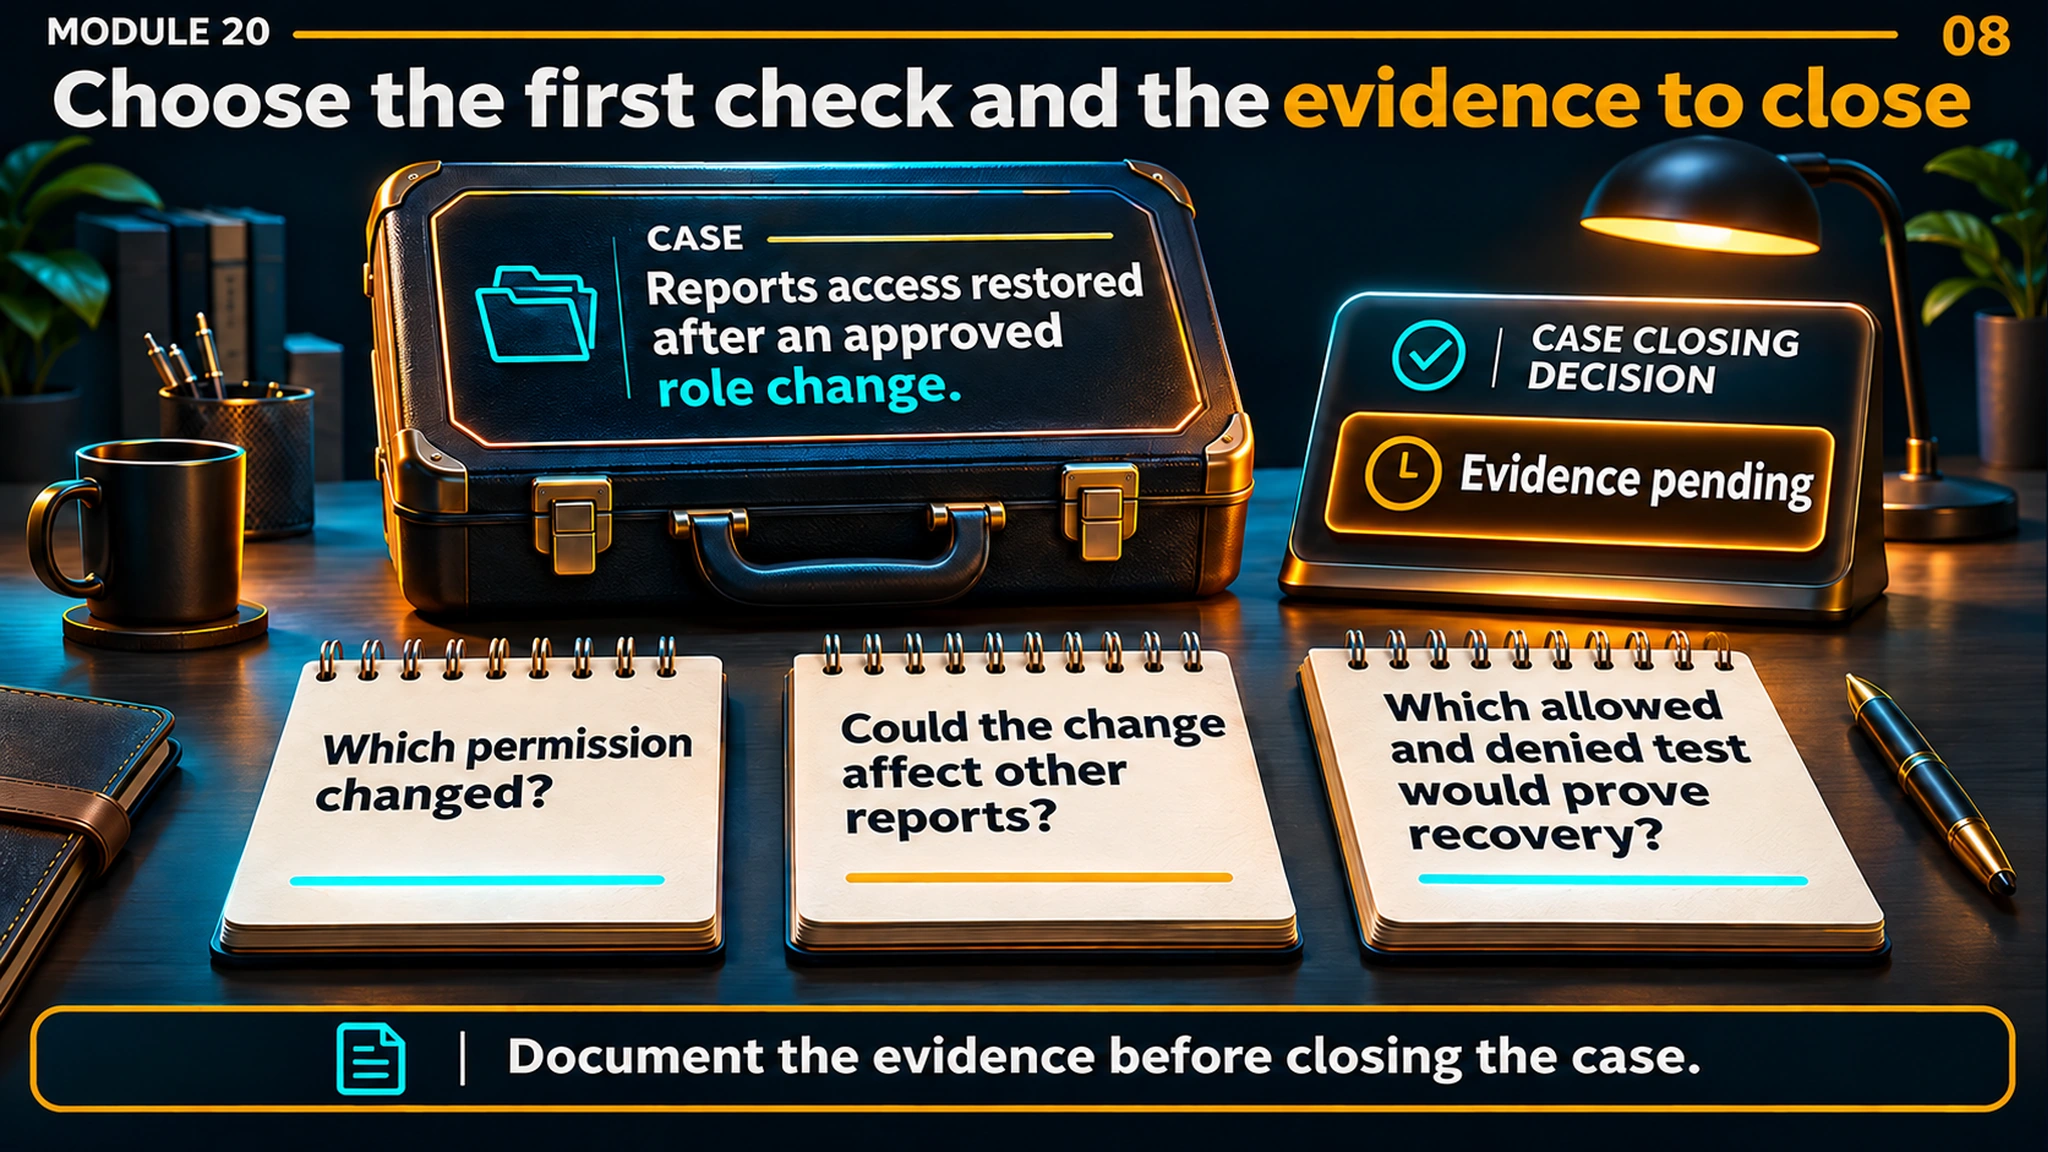 MODULE 20
08
Choose the first check and the evidence to close
CASE
Reports access restored
after an approved
role change.
CASE CLOSING
DECISION
Evidence pending
Which permission
changed?
Could the change
affect other
reports?
Which allowed
and denied test
would prove
recovery?
Document the evidence before closing the case.